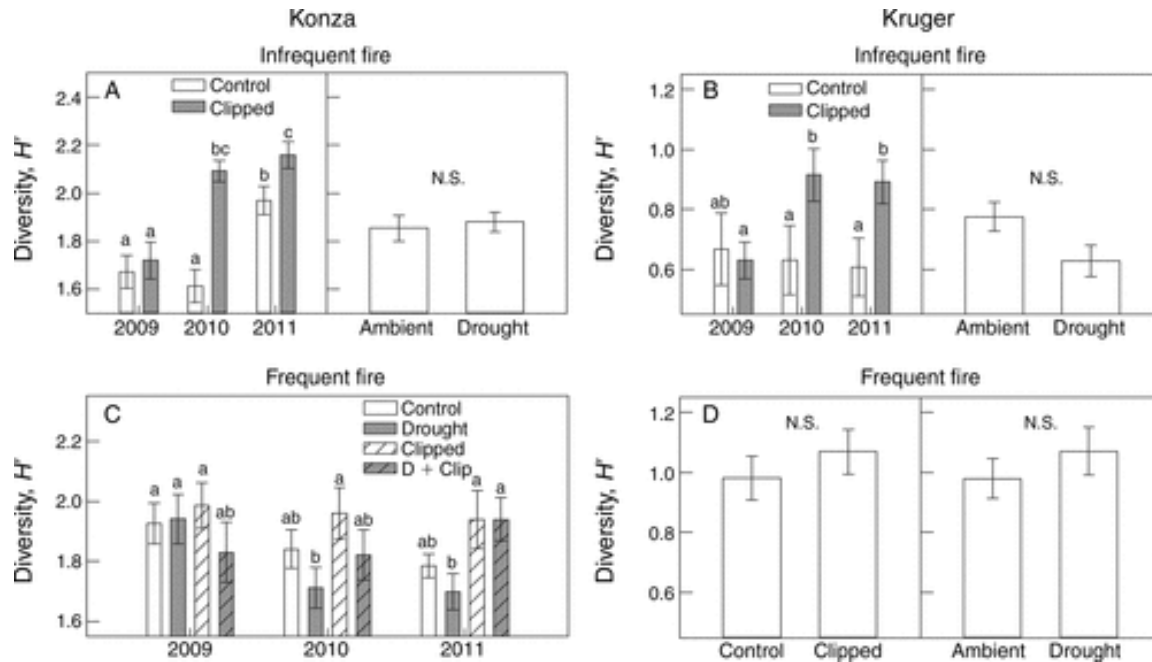 Konza
Kruger
Infrequent fire
Infrequent fire
A
Control
Clipped
2.4
2.2
2.0
1.8
1.6
Diversity, H′
a a a bc b c
N.S.
2009 2010 2011 Ambient Drought
B
Control
Clipped
1.2
1.0
0.8
0.6
Diversity, H′
ab a a b a b
N.S.
2009 2010 2011 Ambient Drought
Frequent fire
Frequent fire
C
Control
Drought
Clipped
D + Clip
2.2
2.0
1.8
1.6
Diversity, H′
a a a ab ab b a ab ab b a a
2009 2010 2011
D
1.2
1.0
0.8
0.6
Diversity, H′
N.S. N.S.
Control Clipped Ambient Drought